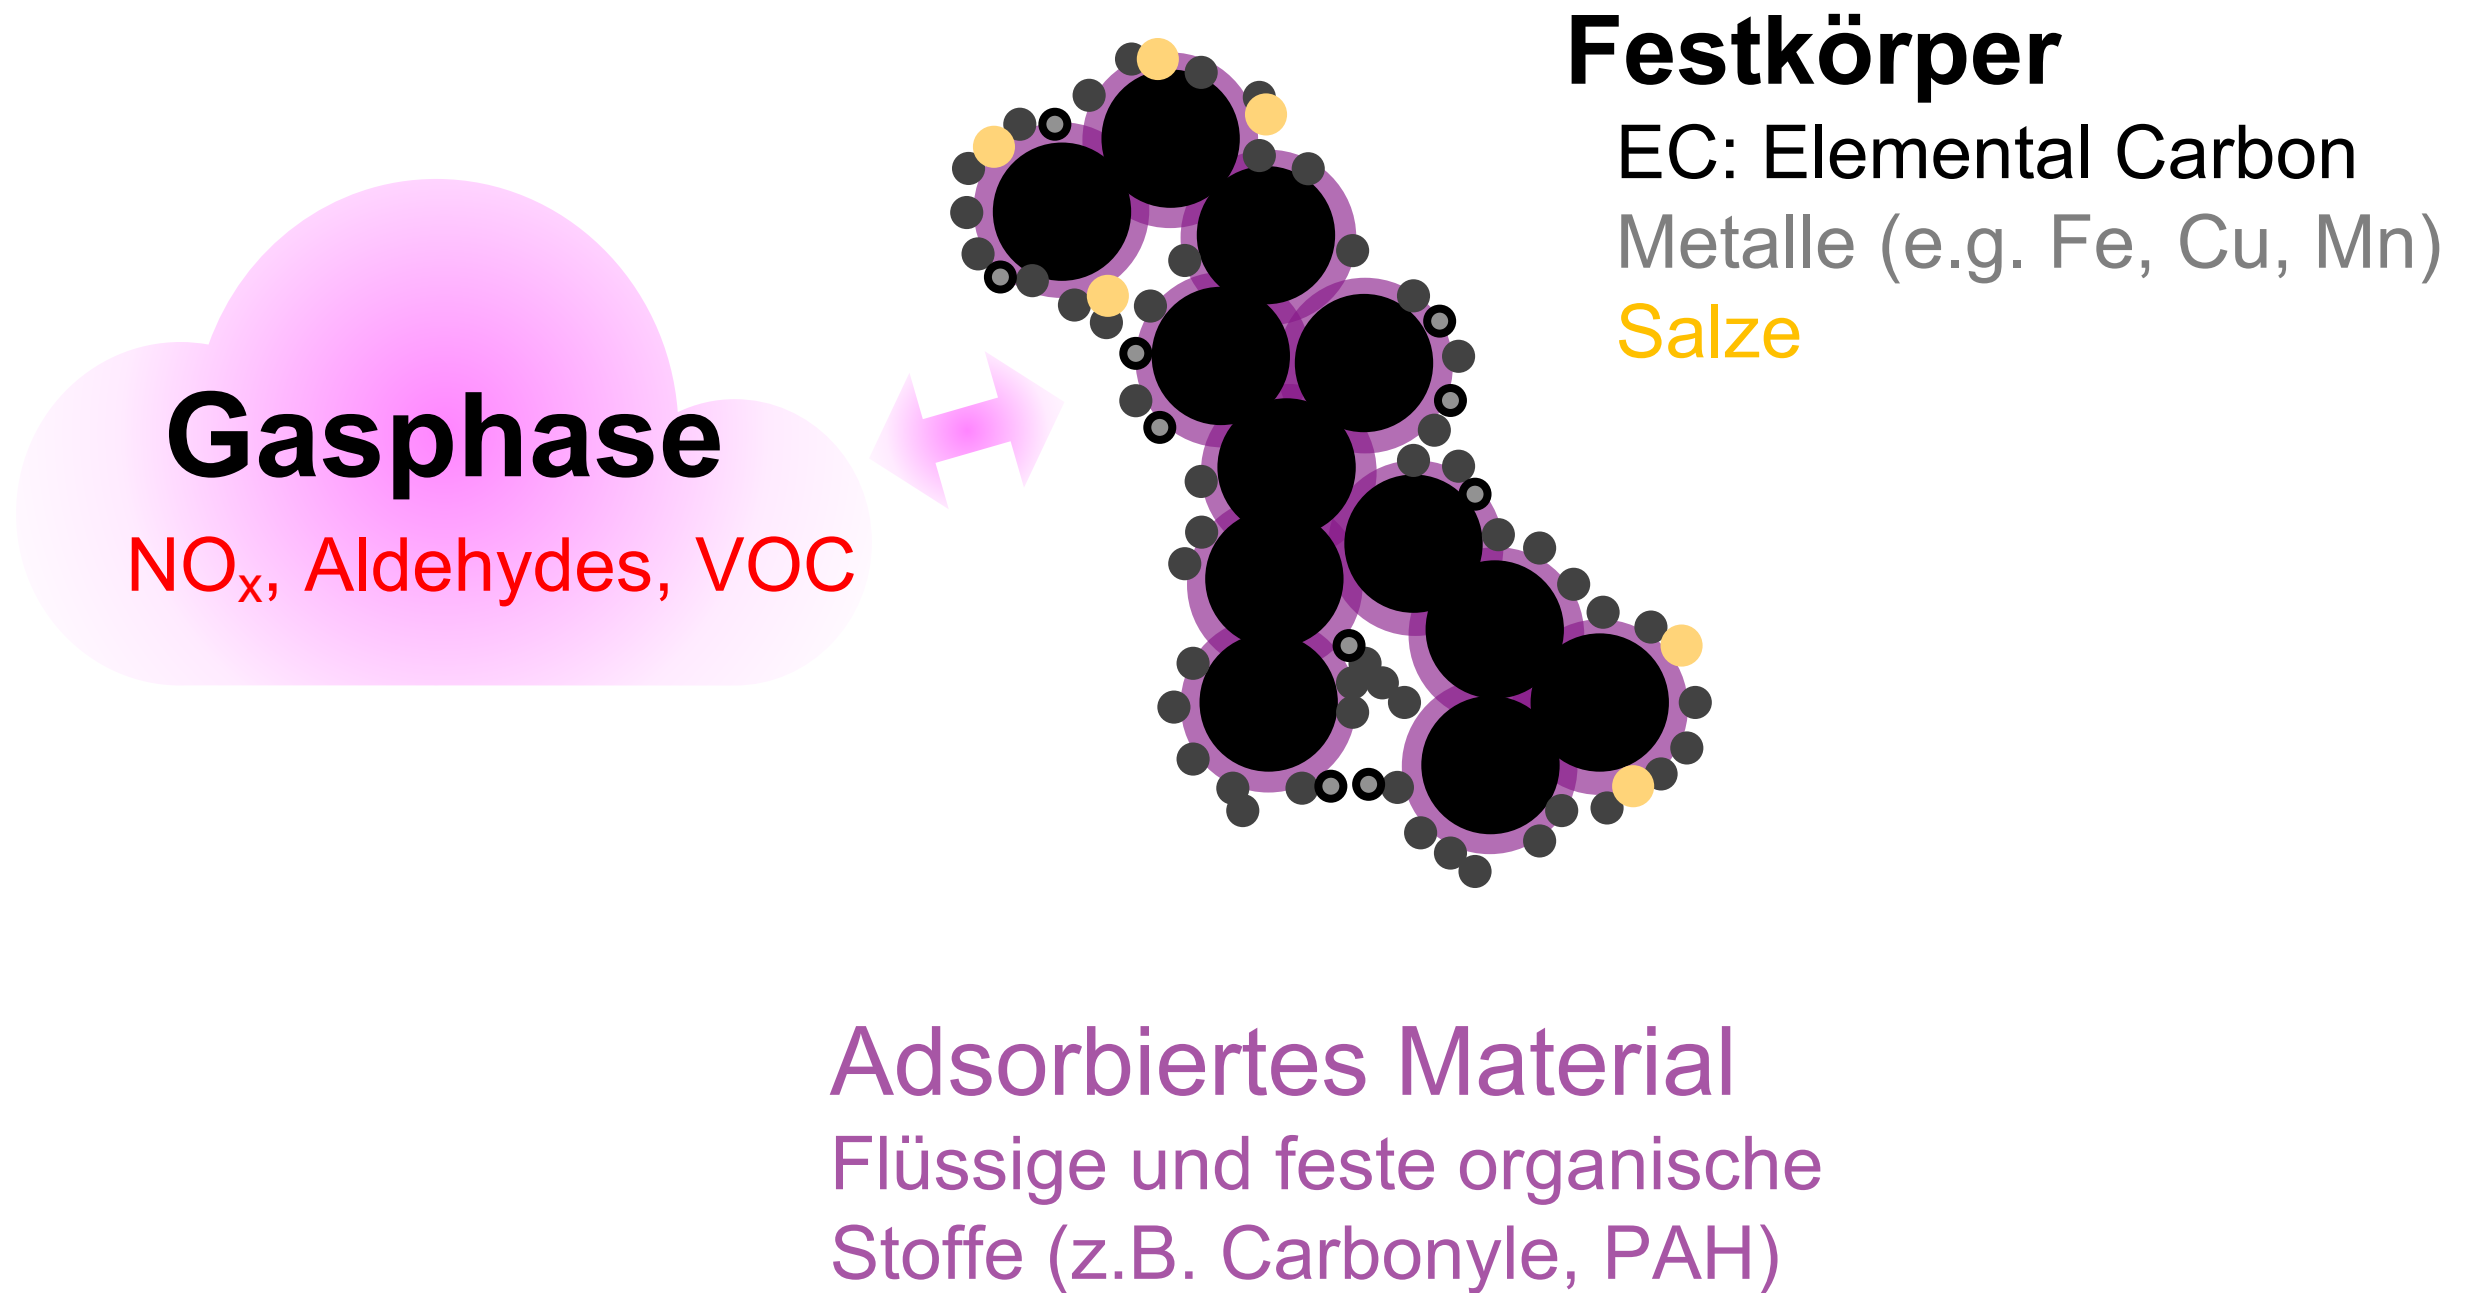 Festkörper
EC: Elemental Carbon
Metalle (e.g. Fe, Cu, Mn)
Salze
Gasphase
NOₓ, Aldehydes, VOC
Adsorbiertes Material
Flüssige und feste organische
Stoffe (z.B. Carbonyle, PAH)